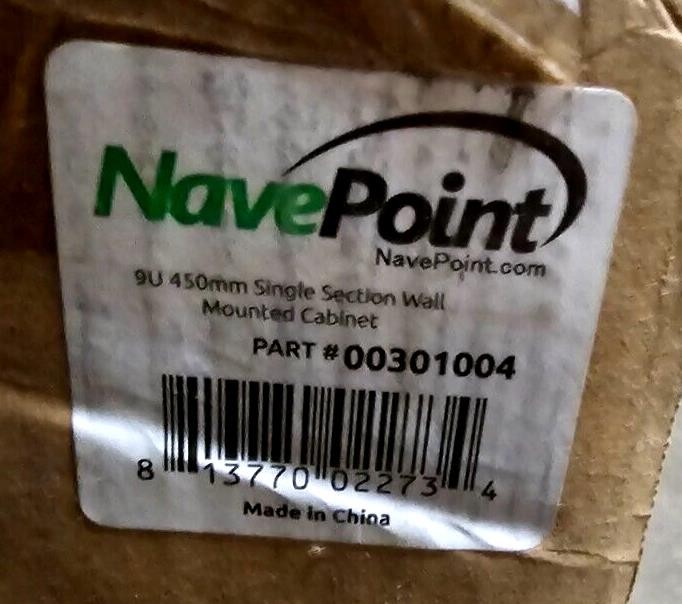 NavePoint
NavePoint.com
9U 450mm Single Section Wall
Mounted Cabinet
PART # 00301004
8 13770 02273 4
Made in China